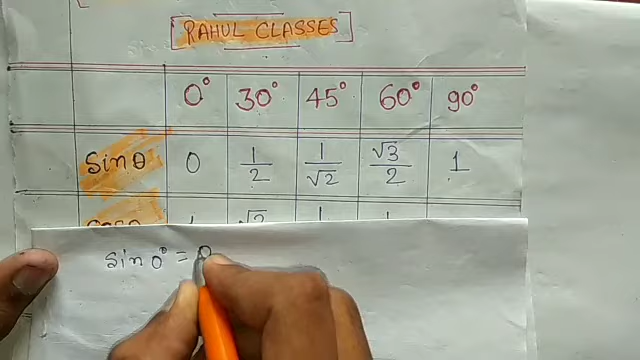 [RAHUL CLASSES]
0° 30° 45° 60° 90°
Sinθ 0 1/2 1/√2 √3/2 1
Sin 0° = 0